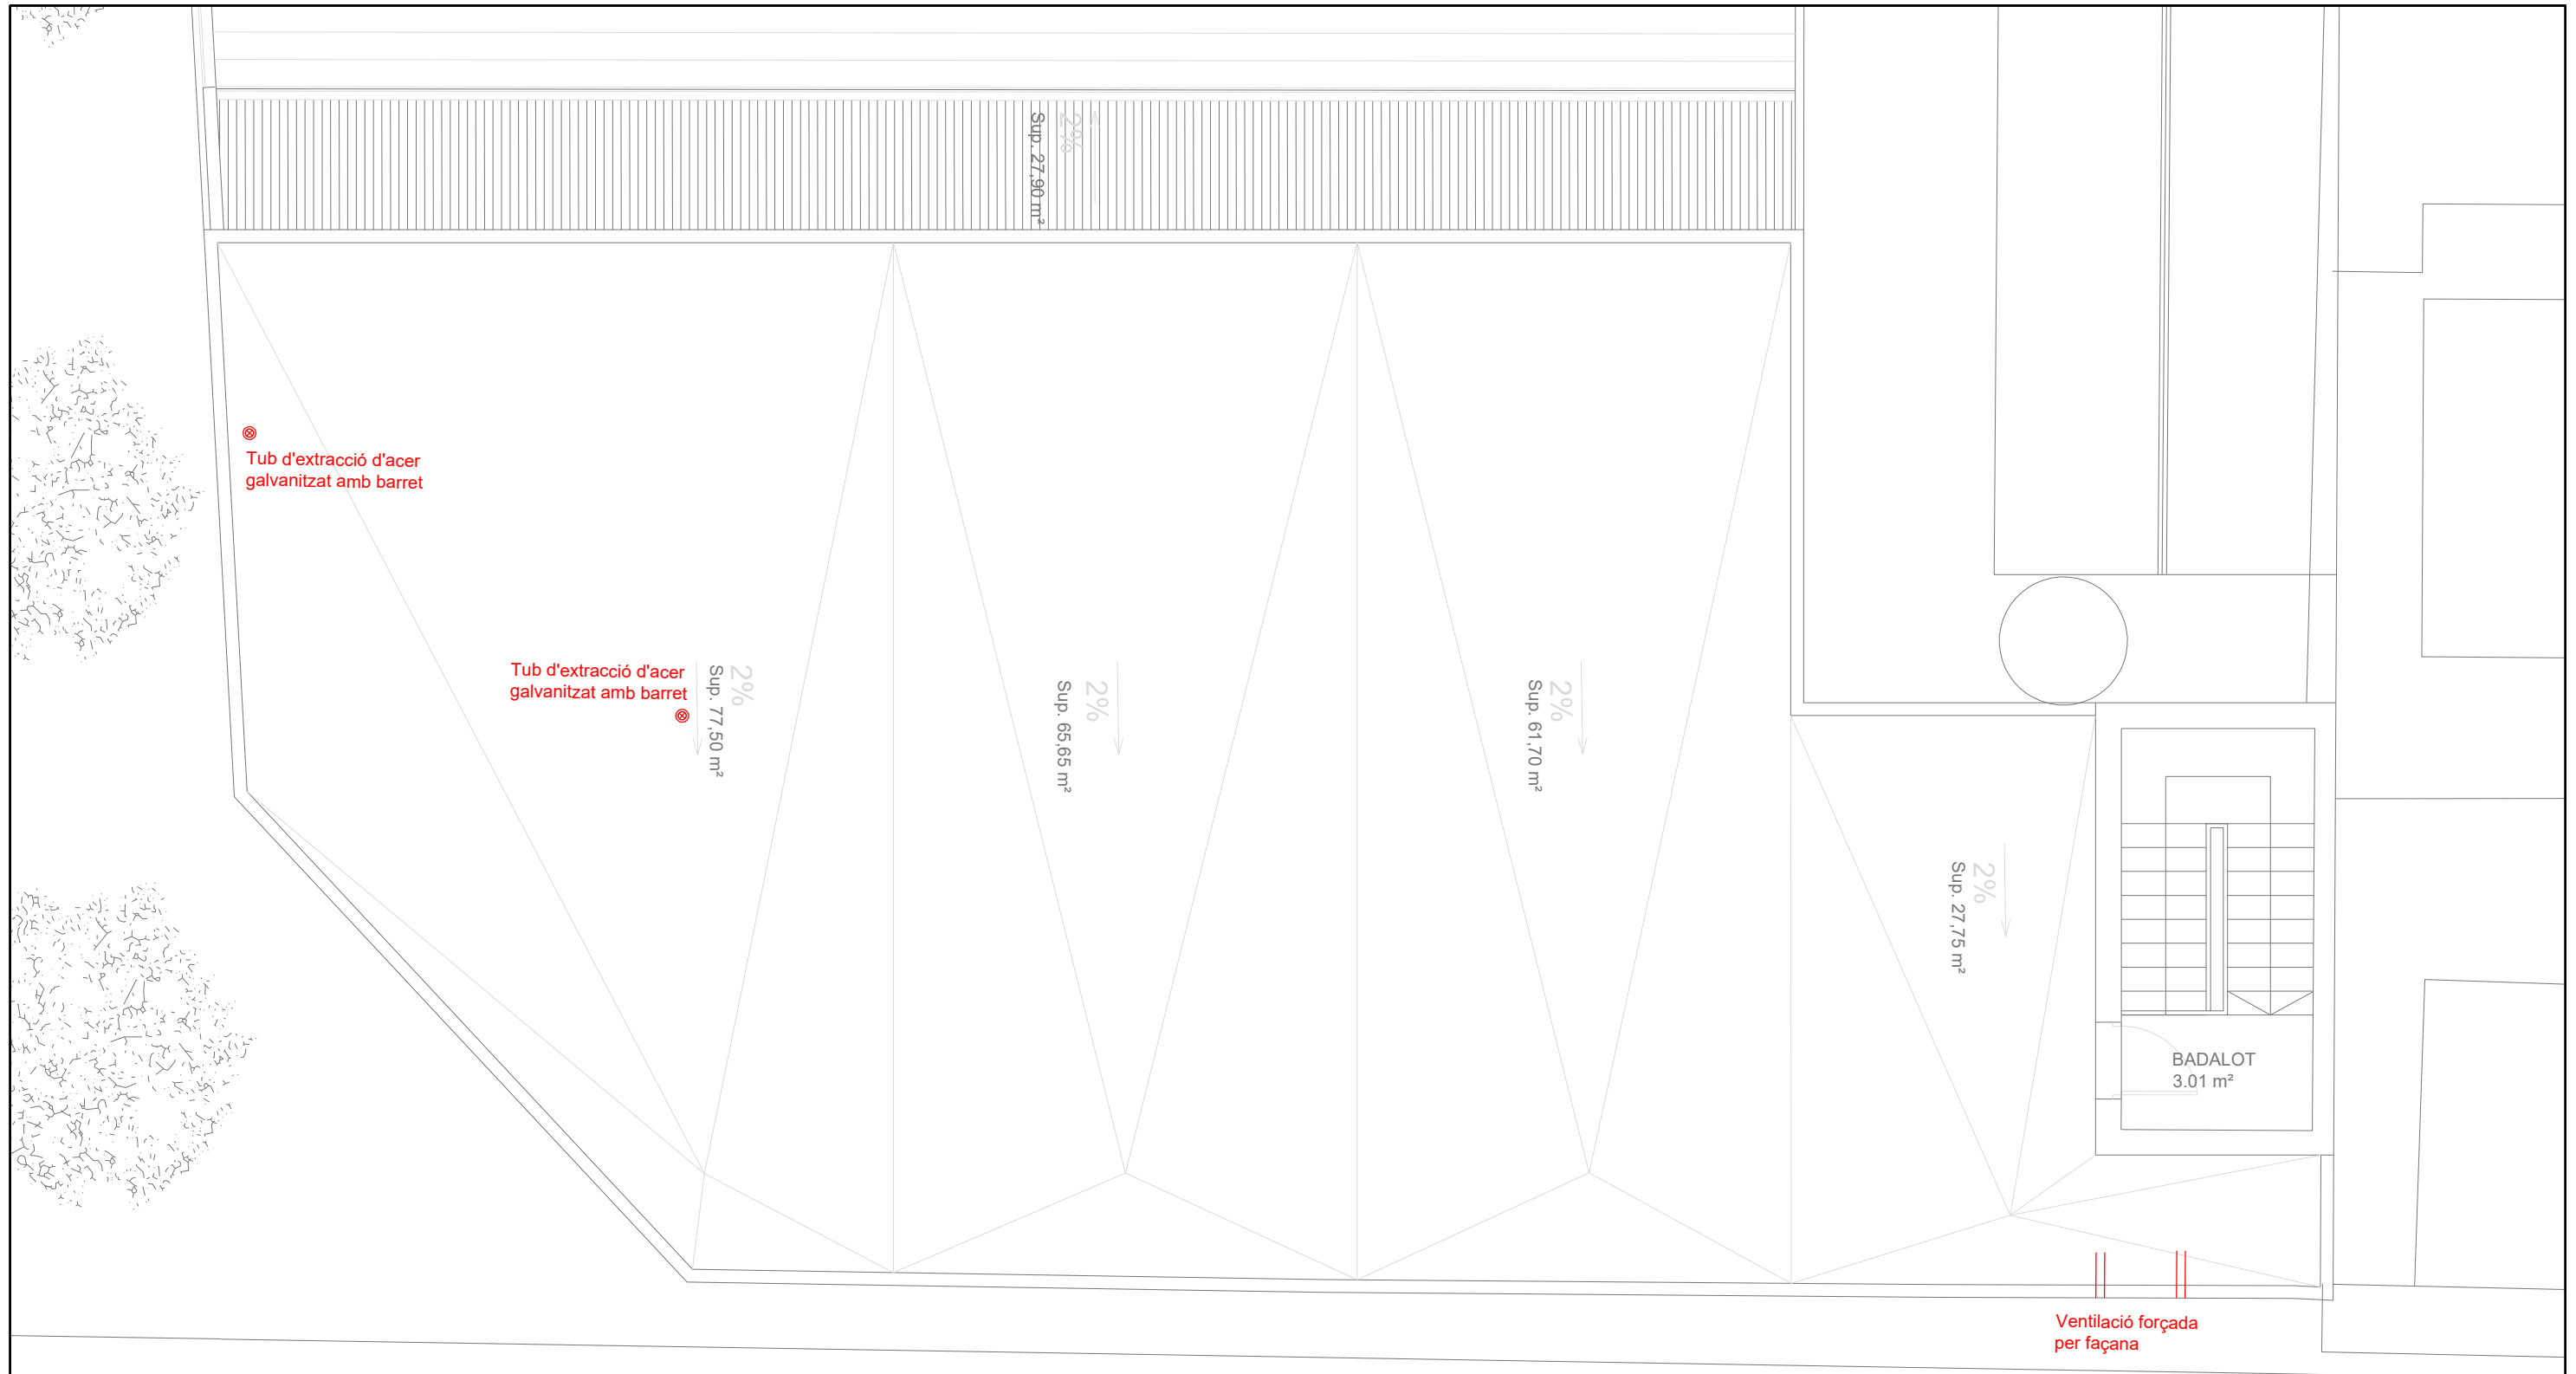 2%
Sup. 27,90 m²
Tub d'extracció d'acer
galvanitzat amb barret
Tub d'extracció d'acer
galvanitzat amb barret
2%
Sup. 77,50 m²
2%
Sup. 65,65 m²
2%
Sup. 61,70 m²
2%
Sup. 27,75 m²
BADALOT
3.01 m²
Ventilació forçada
per façana